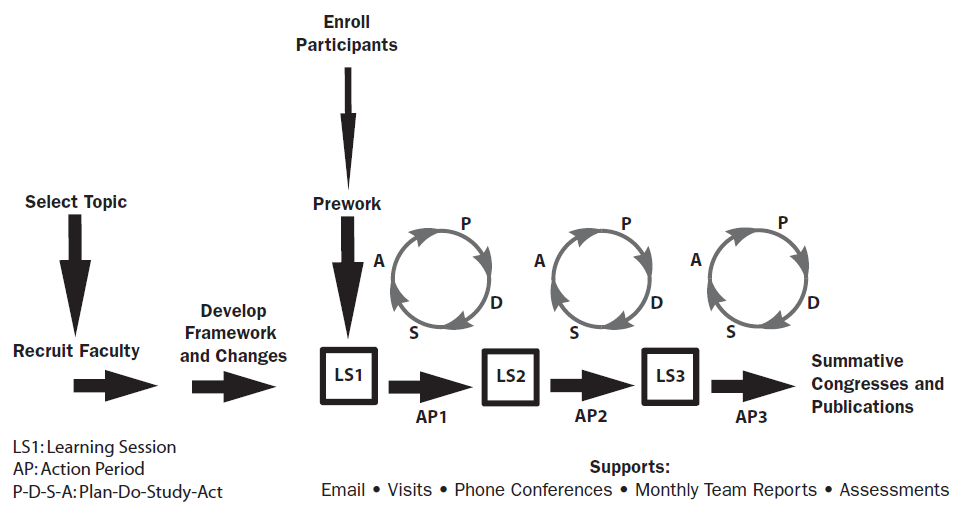 Enroll
Participants
Select Topic
Prework
P
A
D
S
P
A
D
S
P
A
D
S
Recruit Faculty
Develop
Framework
and Changes
LS1
LS2
LS3
AP1
AP2
AP3
Summative
Congresses and
Publications
LS1: Learning Session
AP: Action Period
P-D-S-A: Plan-Do-Study-Act
Supports:
Email • Visits • Phone Conferences • Monthly Team Reports • Assessments